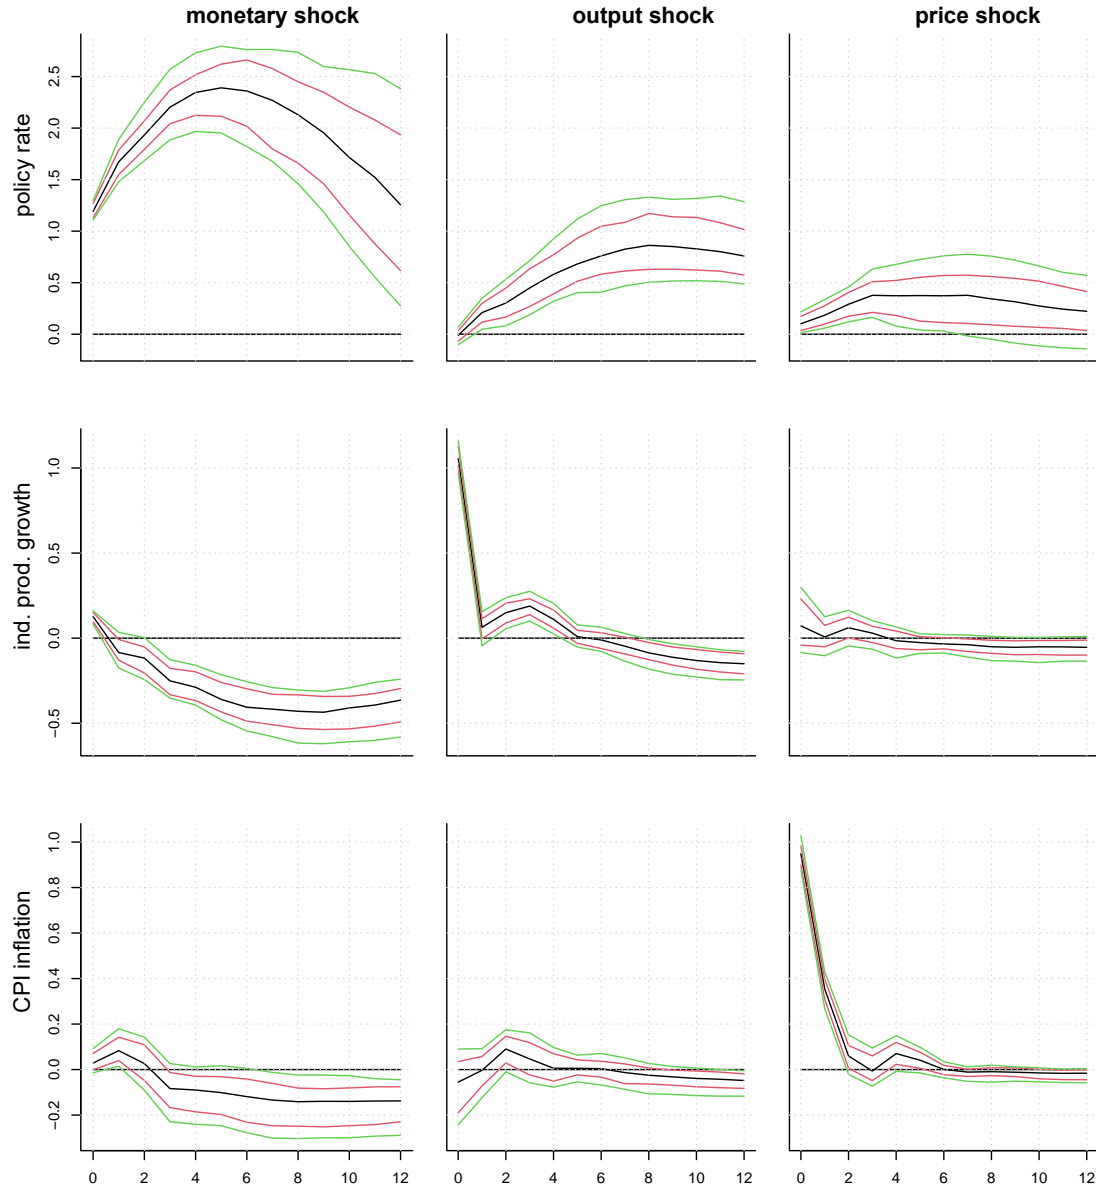 monetary shock output shock price shock
policy rate
0.0 0.5 1.0 1.5 2.0 2.5
ind. prod. growth
−0.5 0.0 0.5 1.0
CPI inflation
−0.2 0.0 0.2 0.4 0.6 0.8 1.0
0 2 4 6 8 10 12 0 2 4 6 8 10 12 0 2 4 6 8 10 12